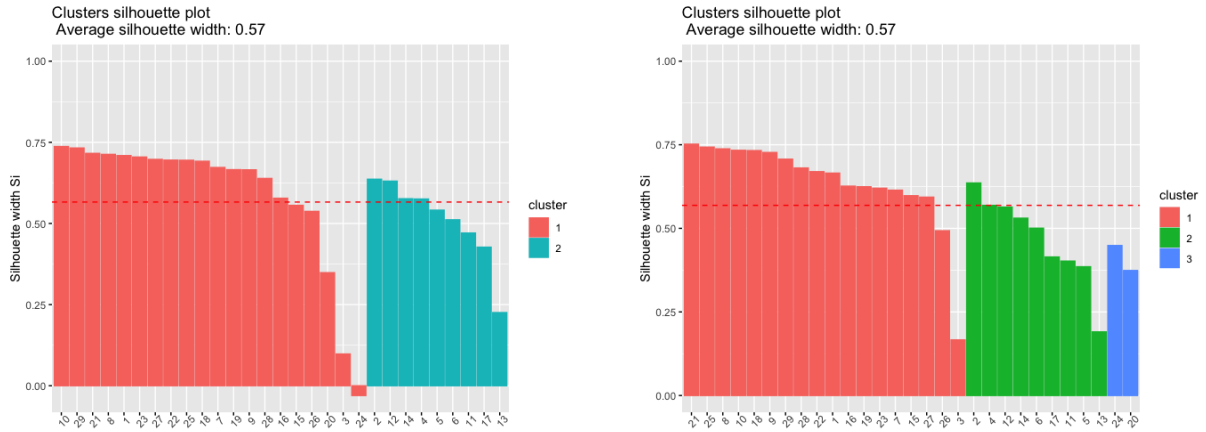 Clusters silhouette plot
Average silhouette width: 0.57
1.00
0.75
0.50
0.25
0.00
Silhouette width Si
10 29 21 8 1 23 27 22 25 18 7 19 9 28 16 15 26 20 3 24 2 12 14 4 5 6 11 17 13
cluster
1
2
Clusters silhouette plot
Average silhouette width: 0.57
1.00
0.75
0.50
0.25
0.00
Silhouette width Si
21 25 8 10 18 9 29 28 22 1 16 19 23 7 15 27 26 3 2 4 12 14 6 17 11 5 13 24 20
cluster
1
2
3